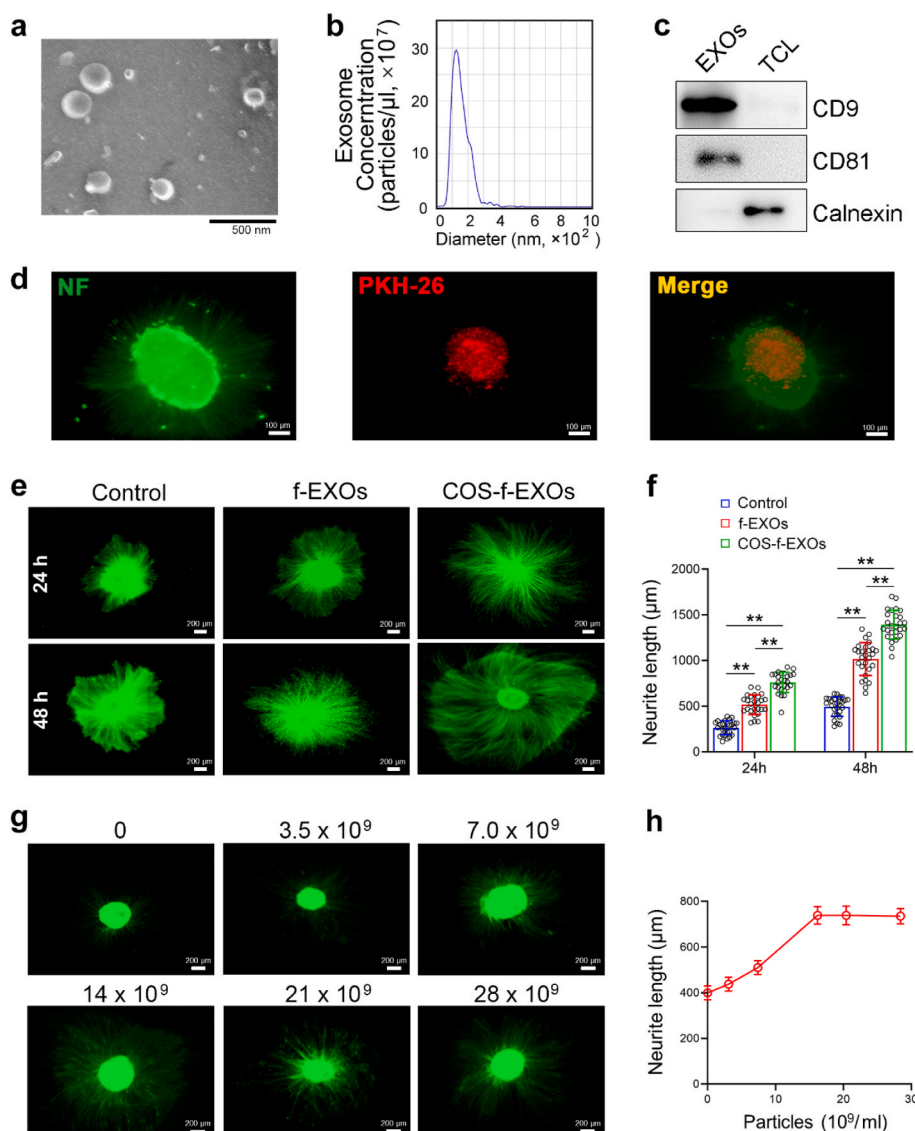 a
500 nm
b
Exosome
Concerntration
(particles/µl, ×10⁷)
30
20
10
0
0 2 4 6 8 10
Diameter (nm, ×10²)
c
EXOs TCL
CD9
CD81
Calnexin
d
NF
100 µm
PKH-26
100 µm
Merge
100 µm
e
Control f-EXOs COS-f-EXOs
24 h
200 µm 200 µm 200 µm
48 h
200 µm 200 µm 200 µm
f
Control
f-EXOs
COS-f-EXOs
Neurite length (µm)
2000
1500
1000
500
0
** ** **
** ** **
24h 48h
g
0 3.5 x 10⁹ 7.0 x 10⁹
200 µm 200 µm 200 µm
14 x 10⁹ 21 x 10⁹ 28 x 10⁹
200 µm 200 µm 200 µm
h
Neurite length (µm)
800
600
400
200
0 10 20 30
Particles (10⁹/ml)